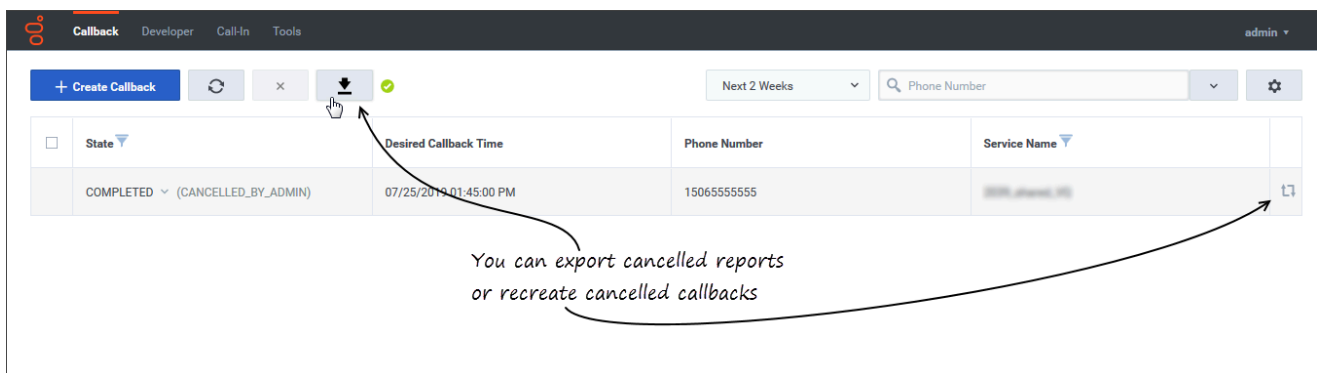 Callback Developer Call-In Tools admin
+ Create Callback Next 2 Weeks Phone Number
State Desired Callback Time Phone Number Service Name
COMPLETED (CANCELLED_BY_ADMIN) 07/25/2019 01:45:00 PM 15065555555
You can export cancelled reports
or recreate cancelled callbacks